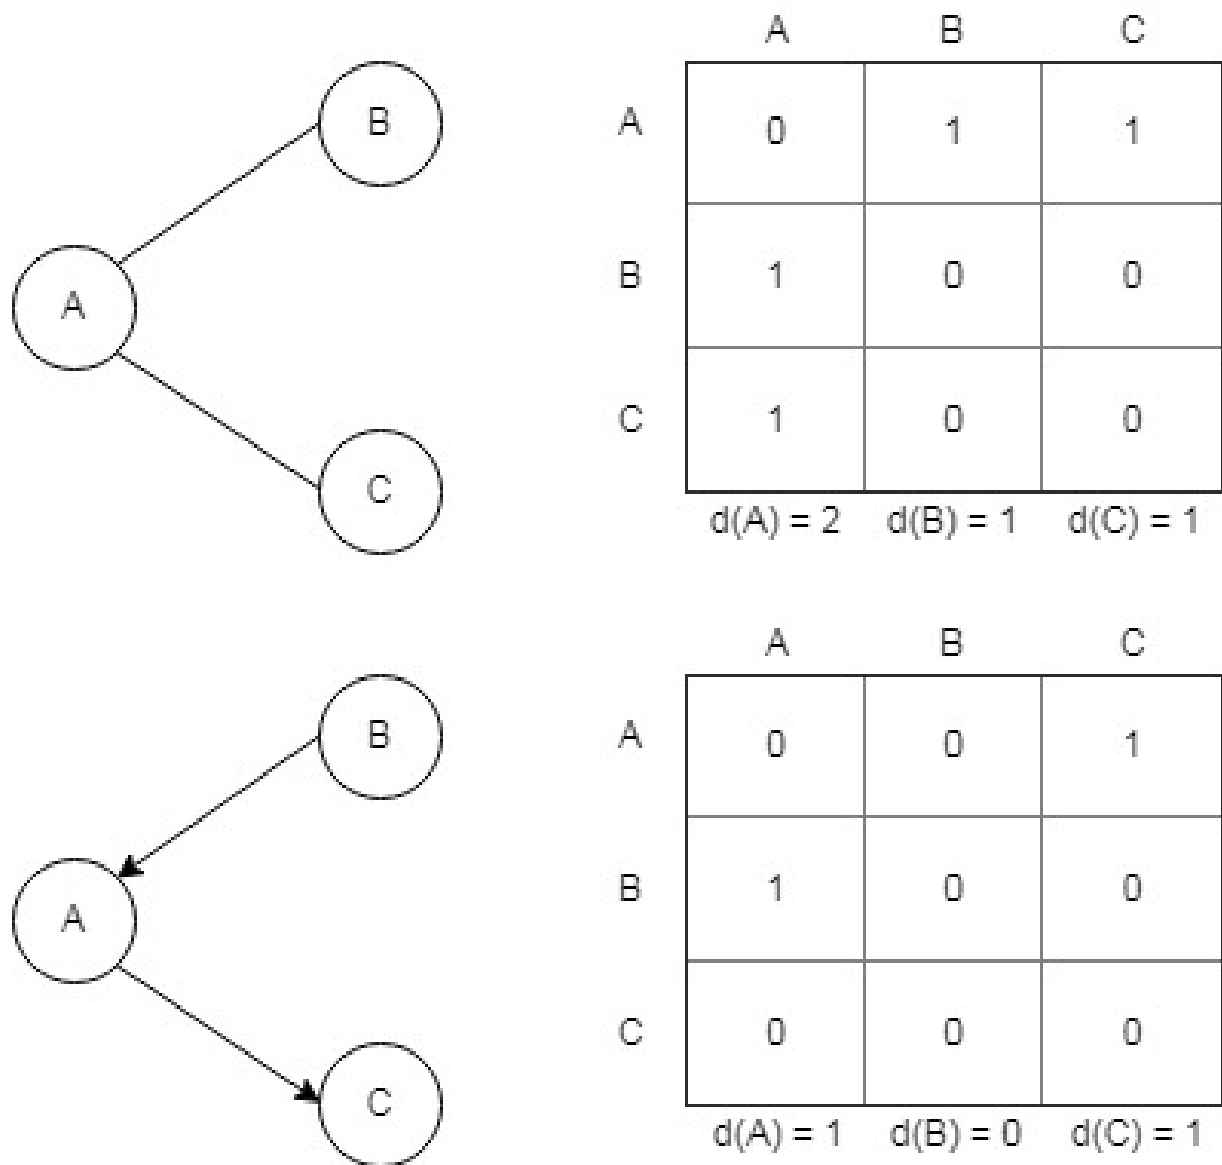 A B C
B
A 0 1 1
A
B 1 0 0
C 1 0 0
C
d(A) = 2 d(B) = 1 d(C) = 1
A B C
B
A 0 0 1
A
B 1 0 0
C 0 0 0
C
d(A) = 1 d(B) = 0 d(C) = 1